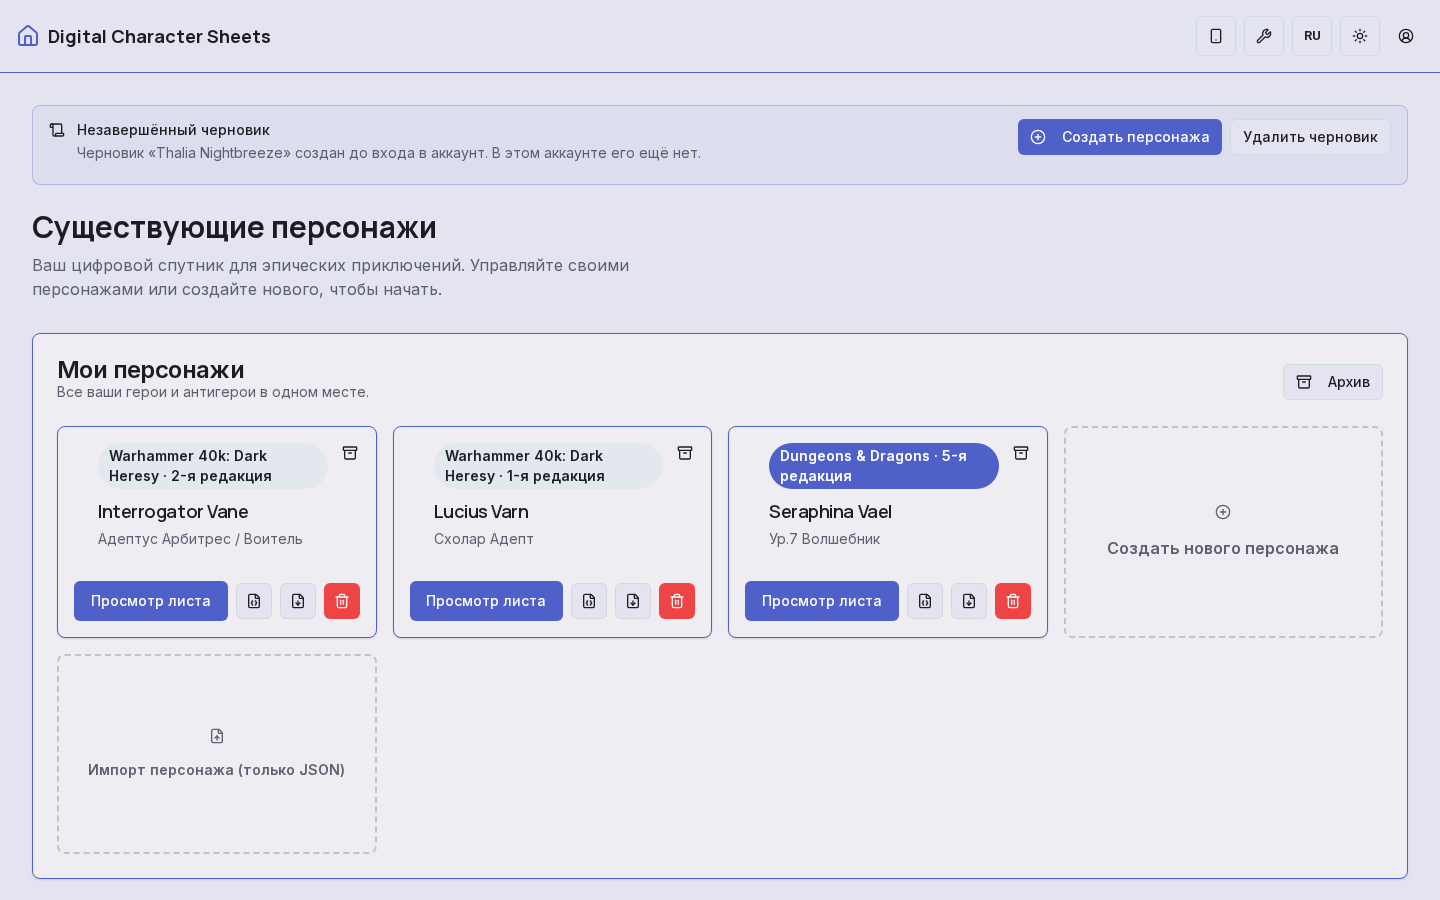 Digital Character Sheets
RU
Незавершённый черновик
Черновик «Thalia Nightbreeze» создан до входа в аккаунт. В этом аккаунте его ещё нет.
Создать персонажа
Удалить черновик
Существующие персонажи
Ваш цифровой спутник для эпических приключений. Управляйте своими
персонажами или создайте нового, чтобы начать.
Мои персонажи
Все ваши герои и антигерои в одном месте.
Архив
Warhammer 40k: Dark
Heresy · 2-я редакция
Interrogator Vane
Адептус Арбитрес / Воитель
Просмотр листа
Warhammer 40k: Dark
Heresy · 1-я редакция
Lucius Varn
Схолар Адепт
Просмотр листа
Dungeons & Dragons · 5-я
редакция
Seraphina Vael
Ур.7 Волшебник
Просмотр листа
Создать нового персонажа
Импорт персонажа (только JSON)